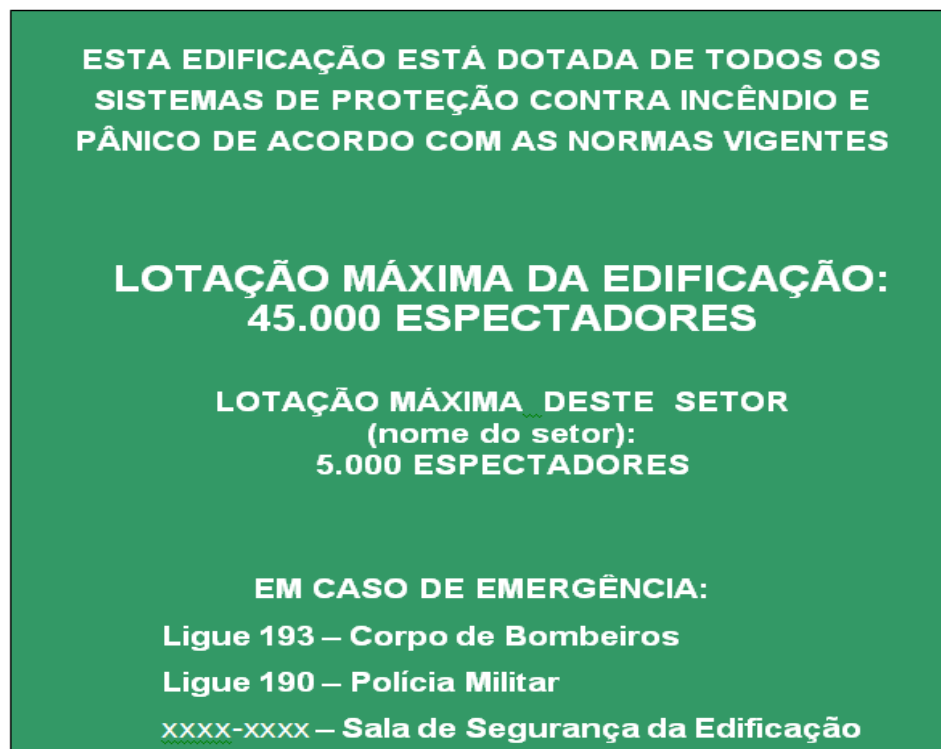 ESTA EDIFICAÇÃO ESTÁ DOTADA DE TODOS OS
SISTEMAS DE PROTEÇÃO CONTRA INCÊNDIO E
PÂNICO DE ACORDO COM AS NORMAS VIGENTES
LOTAÇÃO MÁXIMA DA EDIFICAÇÃO:
45.000 ESPECTADORES
LOTAÇÃO MÁXIMA DESTE SETOR
(nome do setor):
5.000 ESPECTADORES
EM CASO DE EMERGÊNCIA:
Ligue 193 – Corpo de Bombeiros
Ligue 190 – Polícia Militar
xxxx-xxxx – Sala de Segurança da Edificação